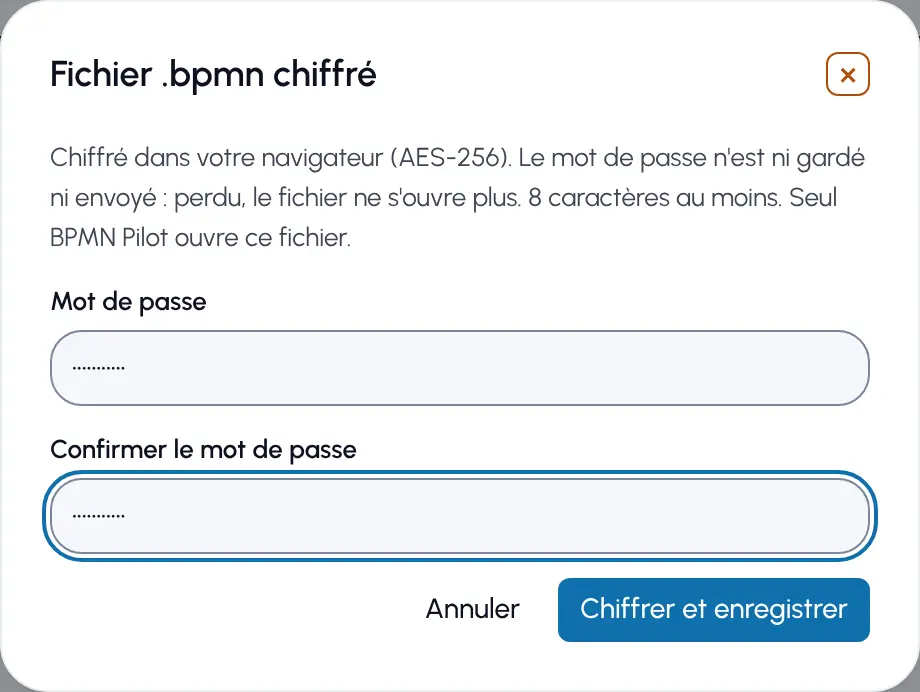 Fichier .bpmn chiffré
Chiffré dans votre navigateur (AES-256). Le mot de passe n'est ni gardé
ni envoyé : perdu, le fichier ne s'ouvre plus. 8 caractères au moins. Seul
BPMN Pilot ouvre ce fichier.
Mot de passe
···········
Confirmer le mot de passe
···········
Annuler
Chiffrer et enregistrer